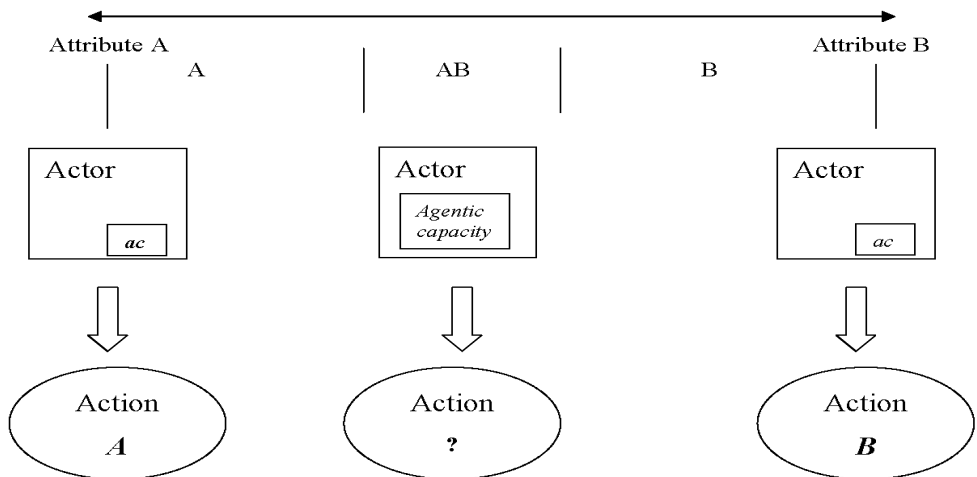 Attribute A
Attribute B
A
AB
B
Actor
ac
Actor
Agentic
capacity
Actor
ac
Action
A
Action
?
Action
B